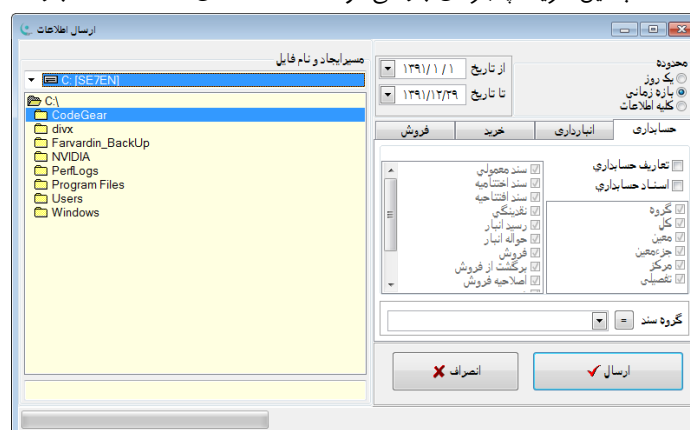 ارسال اطلاعات
محدوده
یک روز
بازه زمانی
کلیه اطلاعات
از تاریخ ۱۳۹۱/ ۱ / ۱
تا تاریخ ۱۳۹۱/۱۲/۲۹
حسابداری انبارداری خرید فروش
تعاریف حسابداری
اسناد حسابداری
گروه
کل
معین
جزءمعین
مرکز
تفصیلی
سند معمولی
سند اختتامیه
سند افتتاحیه
نقدینگی
رسید انبار
حواله انبار
فروش
برگشت از فروش
اصلاحیه فروش
گروه سند =
ارسال انصراف
مسیرایجاد و نام فایل
C: [SE7EN]
C:\
CodeGear
divx
Farvardin_BackUp
NVIDIA
PerfLogs
Program Files
Users
Windows